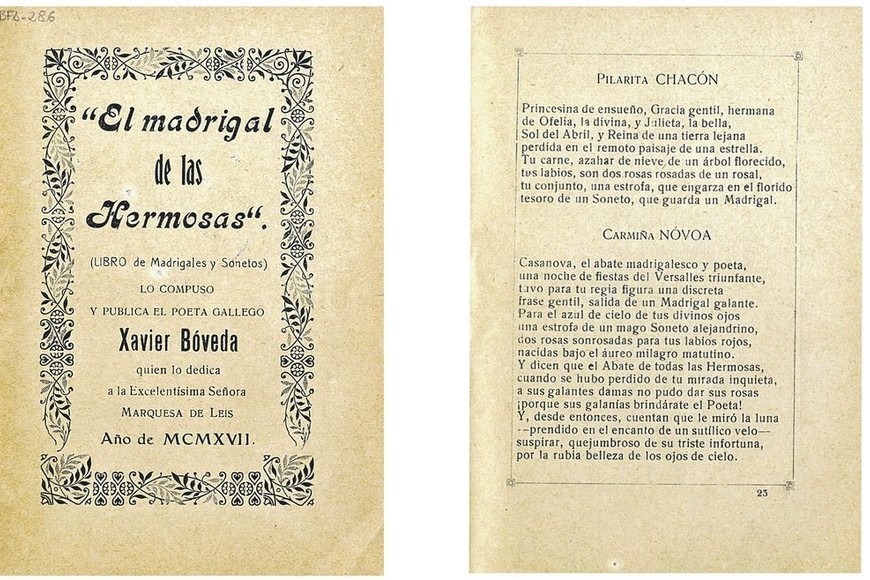 BFL-286
“El madrigal
de las
Hermosas“.
(LIBRO de Madrigales y Sonetos)
LO COMPUSO
Y PUBLICA EL POETA GALLEGO
Xavier Bóveda
quien lo dedica
a la Excelentísima Señora
MARQUESA DE LEIS
Año de MCMXVII.
PILARITA CHACÓN
Princesina de ensueño, Gracia gentil, hermana
de Ofelia, la divina, y Julieta, la bella,
Sol del Abril, y Reina de una tierra lejana
perdida en el remoto paisaje de una estrella.
Tu carne, azahar de nieve de un árbol florecido,
tus labios, son dos rosas rosadas de un rosal,
tu conjunto, una estrofa, que engarza en el florido
tesoro de un Soneto, que guarda un Madrigal.
CARMIÑA NÓVOA
Casanova, el abate madrigalesco y poeta,
una noche de fiestas del Versalles triunfante,
tuvo para tu regia figura una discreta
frase gentil, salida de un Madrigal galante.
Para el azul de cielo de tus divinos ojos
una estrofa de un mago Soneto alejandrino,
dos rosas sonrosadas para tus labios rojos,
nacidas bajo el áureo milagro matutino.
Y dicen que el Abate de todas las Hermosas,
cuando se hubo perdido de tu mirada inquieta,
a sus galantes damas no pudo dar sus rosas
¡porque sus galanías brindárate el Poeta!
Y, desde entonces, cuentan que le miró la luna
--prendido en el encanto de un sutílico velo—
suspirar, quejumbroso de su triste infortuna,
por la rubia belleza de los ojos de cielo.
23